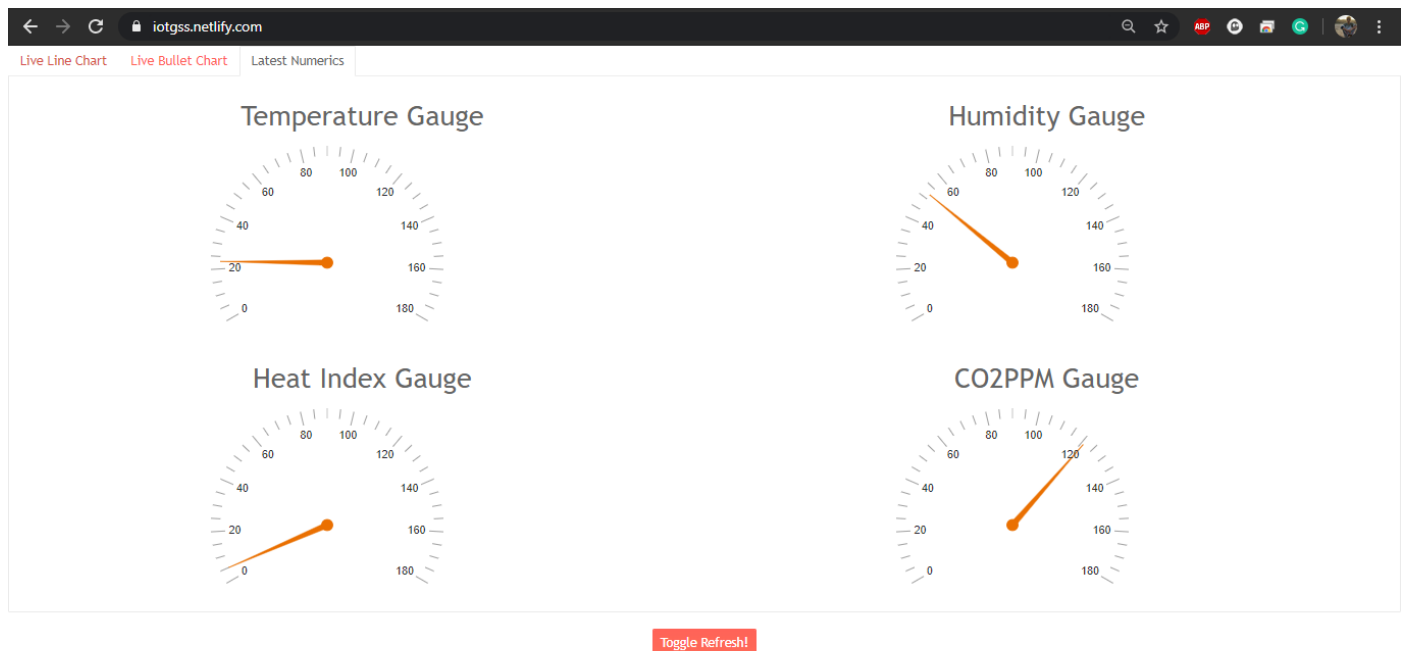 iotgss.netlify.com
ABP
G
Live Line Chart Live Bullet Chart Latest Numerics
Temperature Gauge
0 20 40 60 80 100 120 140 160 180
Humidity Gauge
0 20 40 60 80 100 120 140 160 180
Heat Index Gauge
0 20 40 60 80 100 120 140 160 180
CO2PPM Gauge
0 20 40 60 80 100 120 140 160 180
Toggle Refresh!